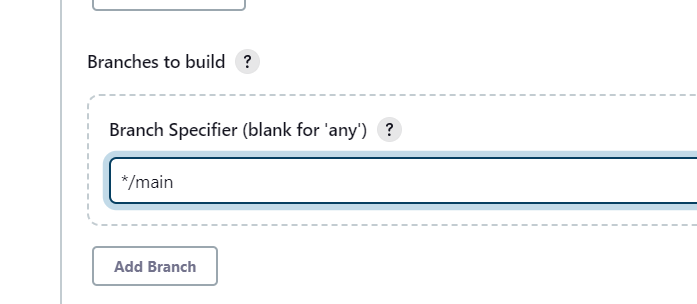 Branches to build ?
Branch Specifier (blank for 'any') ?
*/main
Add Branch